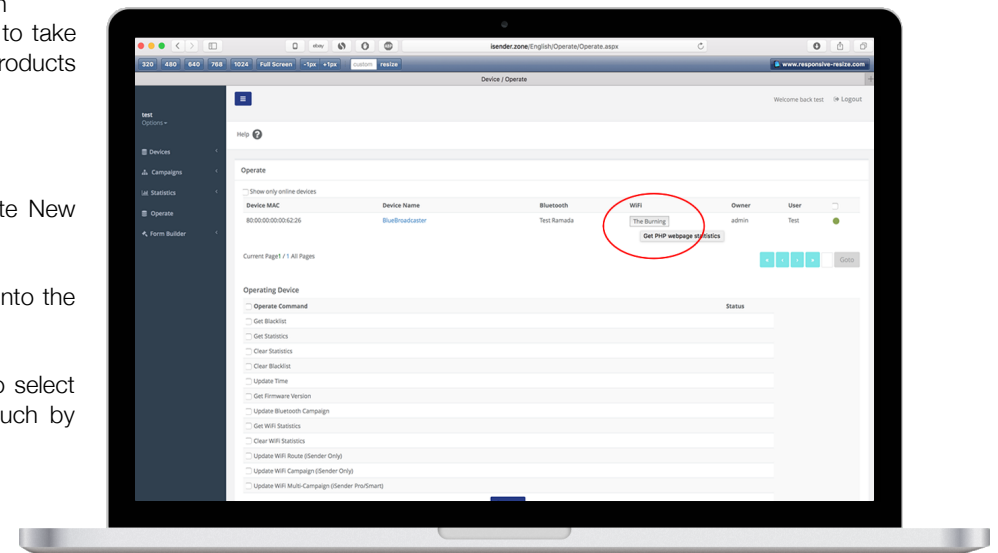 to take
roducts
te New
nto the
select
uch by
ebay
isender.zone/English/Operate/Operate.aspx
320 480 640 768 1024 Full Screen -1px +1px custom resize www.responsive-resize.com
Device / Operate
Welcome back test Logout
test
Options
Help
Devices
Campaigns
Statistics
Operate
Form Builder
Operate
Show only online devices
Device MAC Device Name Bluetooth WiFi Owner User
80:00:00:00:00:62:26 BlueBroadcaster Test Ramada The Burning admin Test
Get PHP webpage statistics
Current Page1 / 1 All Pages
« ‹ › » Goto
Operating Device
Operate Command Status
Get Blacklist
Get Statistics
Clear Statistics
Clear Blacklist
Update Time
Get Firmware Version
Update Bluetooth Campaign
Get WiFi Statistics
Clear WiFi Statistics
Update WiFi Route (iSender Only)
Update WiFi Campaign (iSender Only)
Update WiFi Multi-Campaign (iSender Pro/Smart)